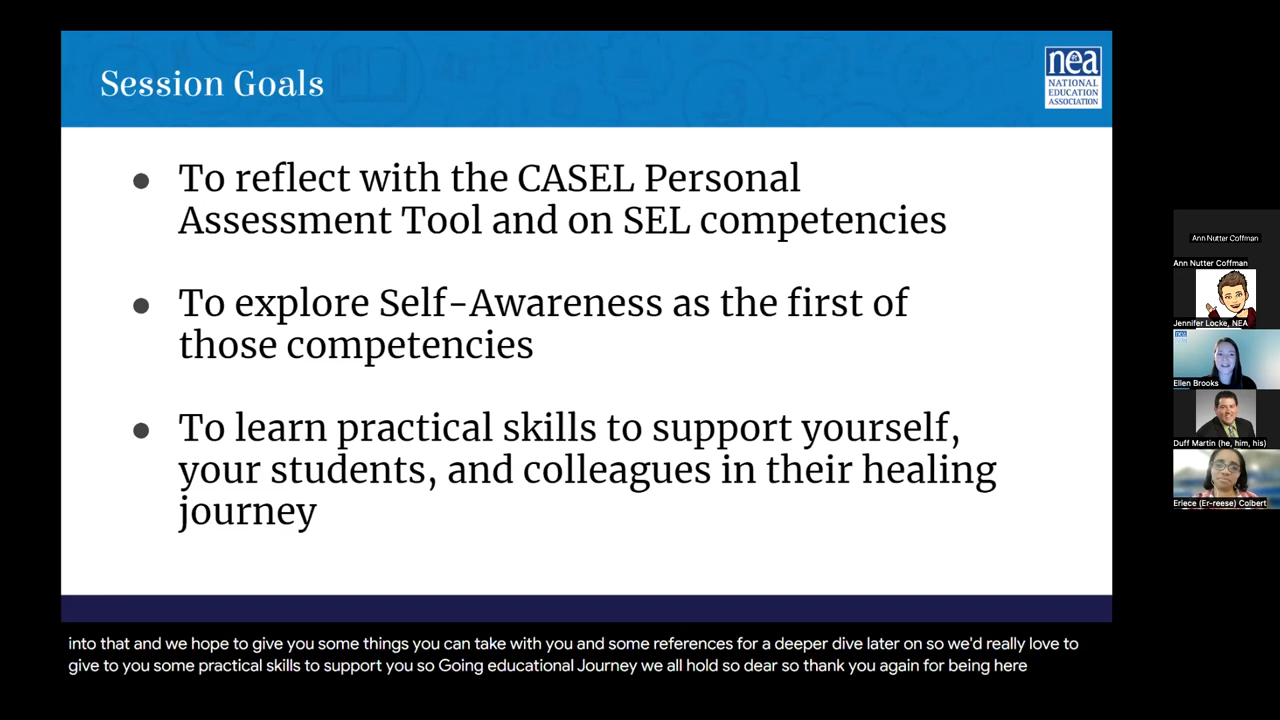 Session Goals
nea
NATIONAL
EDUCATION
ASSOCIATION
● To reflect with the CASEL Personal
Assessment Tool and on SEL competencies
● To explore Self-Awareness as the first of
those competencies
● To learn practical skills to support yourself,
your students, and colleagues in their healing
journey
Ann Nutter Coffman
Ann Nutter Coffman
Jennifer Locke, NEA
nea
Ellen Brooks
Duff Martin (he, him, his)
Eriece (Er-reese) Colbert
into that and we hope to give you some things you can take with you and some references for a deeper dive later on so we'd really love to
give to you some practical skills to support you so Going educational Journey we all hold so dear so thank you again for being here